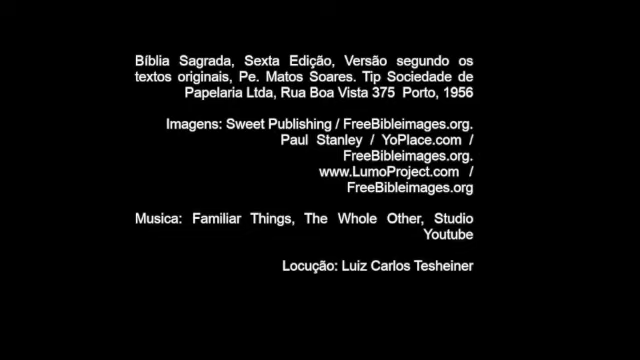 Bíblia Sagrada, Sexta Edição, Versão segundo os
textos originais, Pe. Matos Soares. Tip Sociedade de
Papelaria Ltda, Rua Boa Vista 375 Porto, 1956
Imagens: Sweet Publishing / FreeBibleimages.org.
Paul Stanley / YoPlace.com /
FreeBibleimages.org.
www.LumoProject.com /
FreeBibleimages.org
Musica: Familiar Things, The Whole Other, Studio
Youtube
Locução: Luiz Carlos Tesheiner